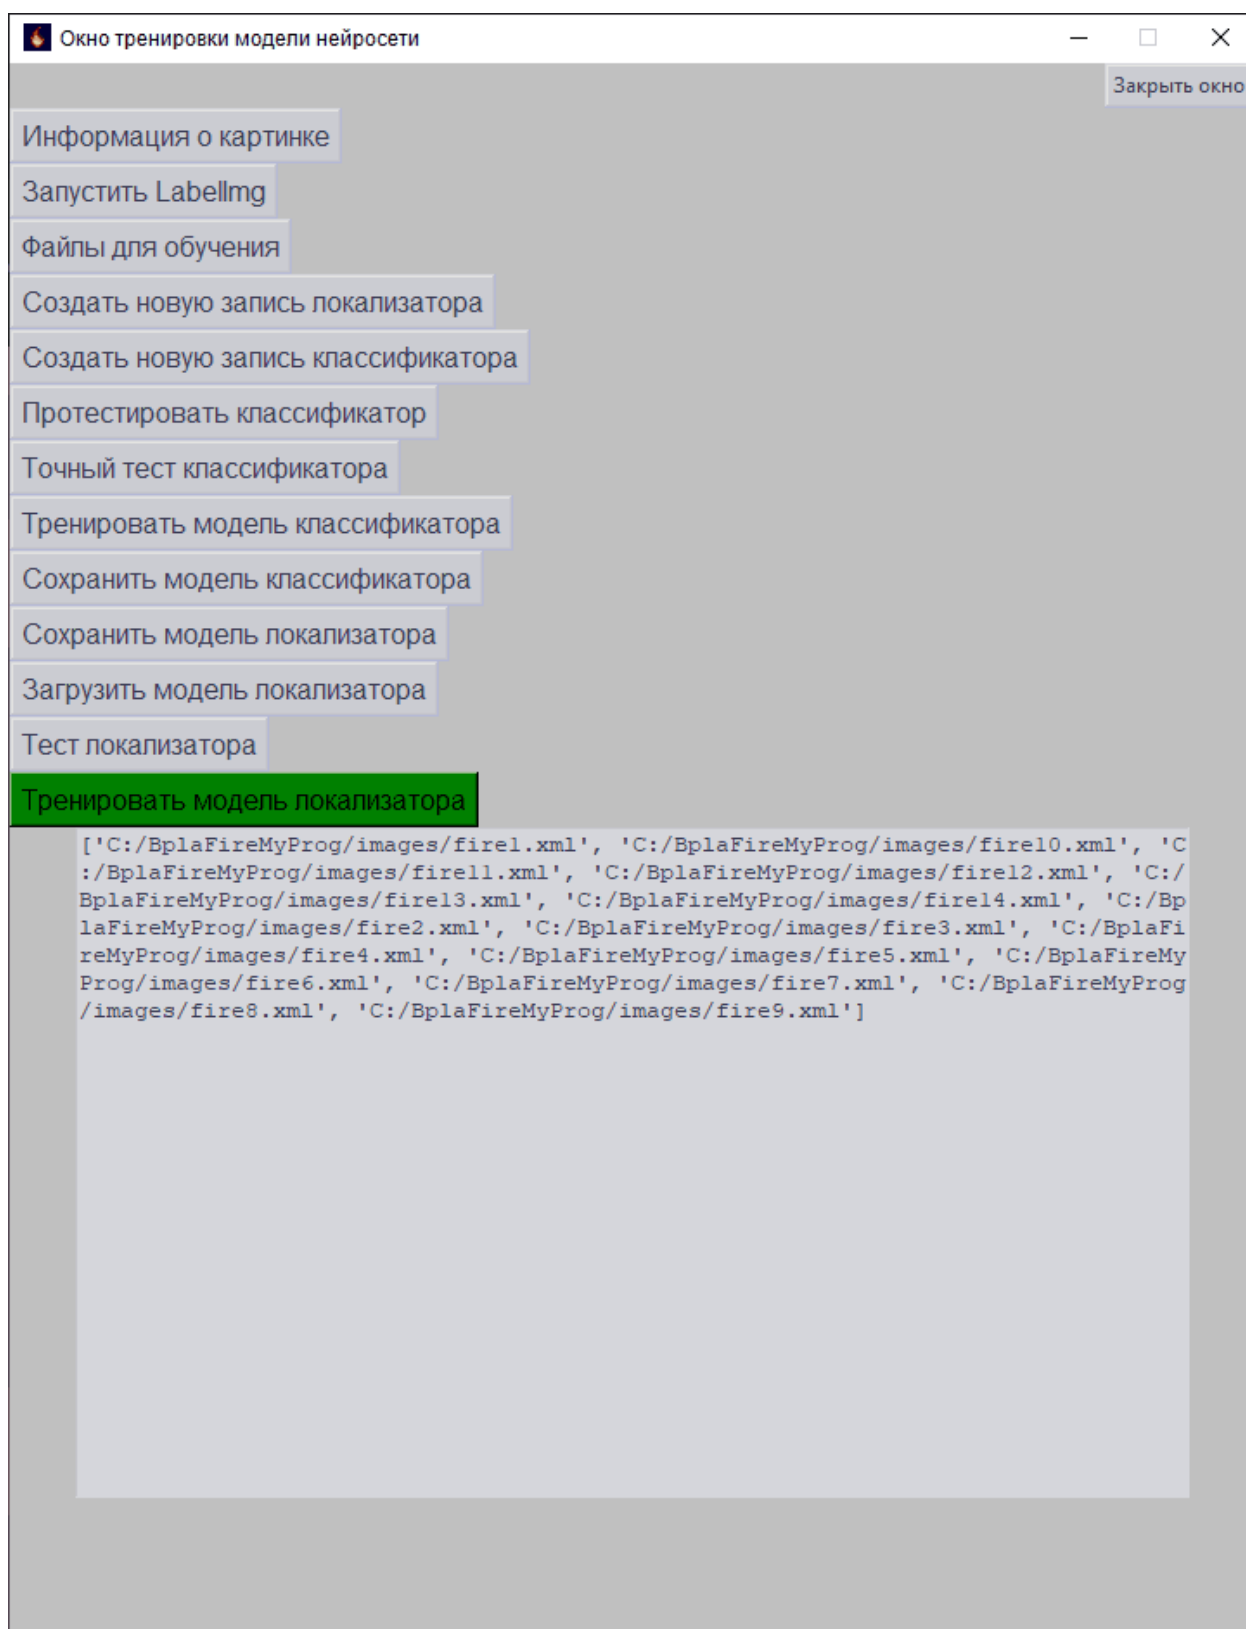 Окно тренировки модели нейросети
Закрыть окно
Информация о картинке
Запустить LabelImg
Файлы для обучения
Создать новую запись локализатора
Создать новую запись классификатора
Протестировать классификатор
Точный тест классификатора
Тренировать модель классификатора
Сохранить модель классификатора
Сохранить модель локализатора
Загрузить модель локализатора
Тест локализатора
Тренировать модель локализатора
['C:/BplaFireMyProg/images/fire1.xml', 'C:/BplaFireMyProg/images/fire10.xml', 'C
:/BplaFireMyProg/images/fire11.xml', 'C:/BplaFireMyProg/images/fire12.xml', 'C:/
BplaFireMyProg/images/fire13.xml', 'C:/BplaFireMyProg/images/fire14.xml', 'C:/Bp
laFireMyProg/images/fire2.xml', 'C:/BplaFireMyProg/images/fire3.xml', 'C:/BplaFi
reMyProg/images/fire4.xml', 'C:/BplaFireMyProg/images/fire5.xml', 'C:/BplaFireMy
Prog/images/fire6.xml', 'C:/BplaFireMyProg/images/fire7.xml', 'C:/BplaFireMyProg
/images/fire8.xml', 'C:/BplaFireMyProg/images/fire9.xml']